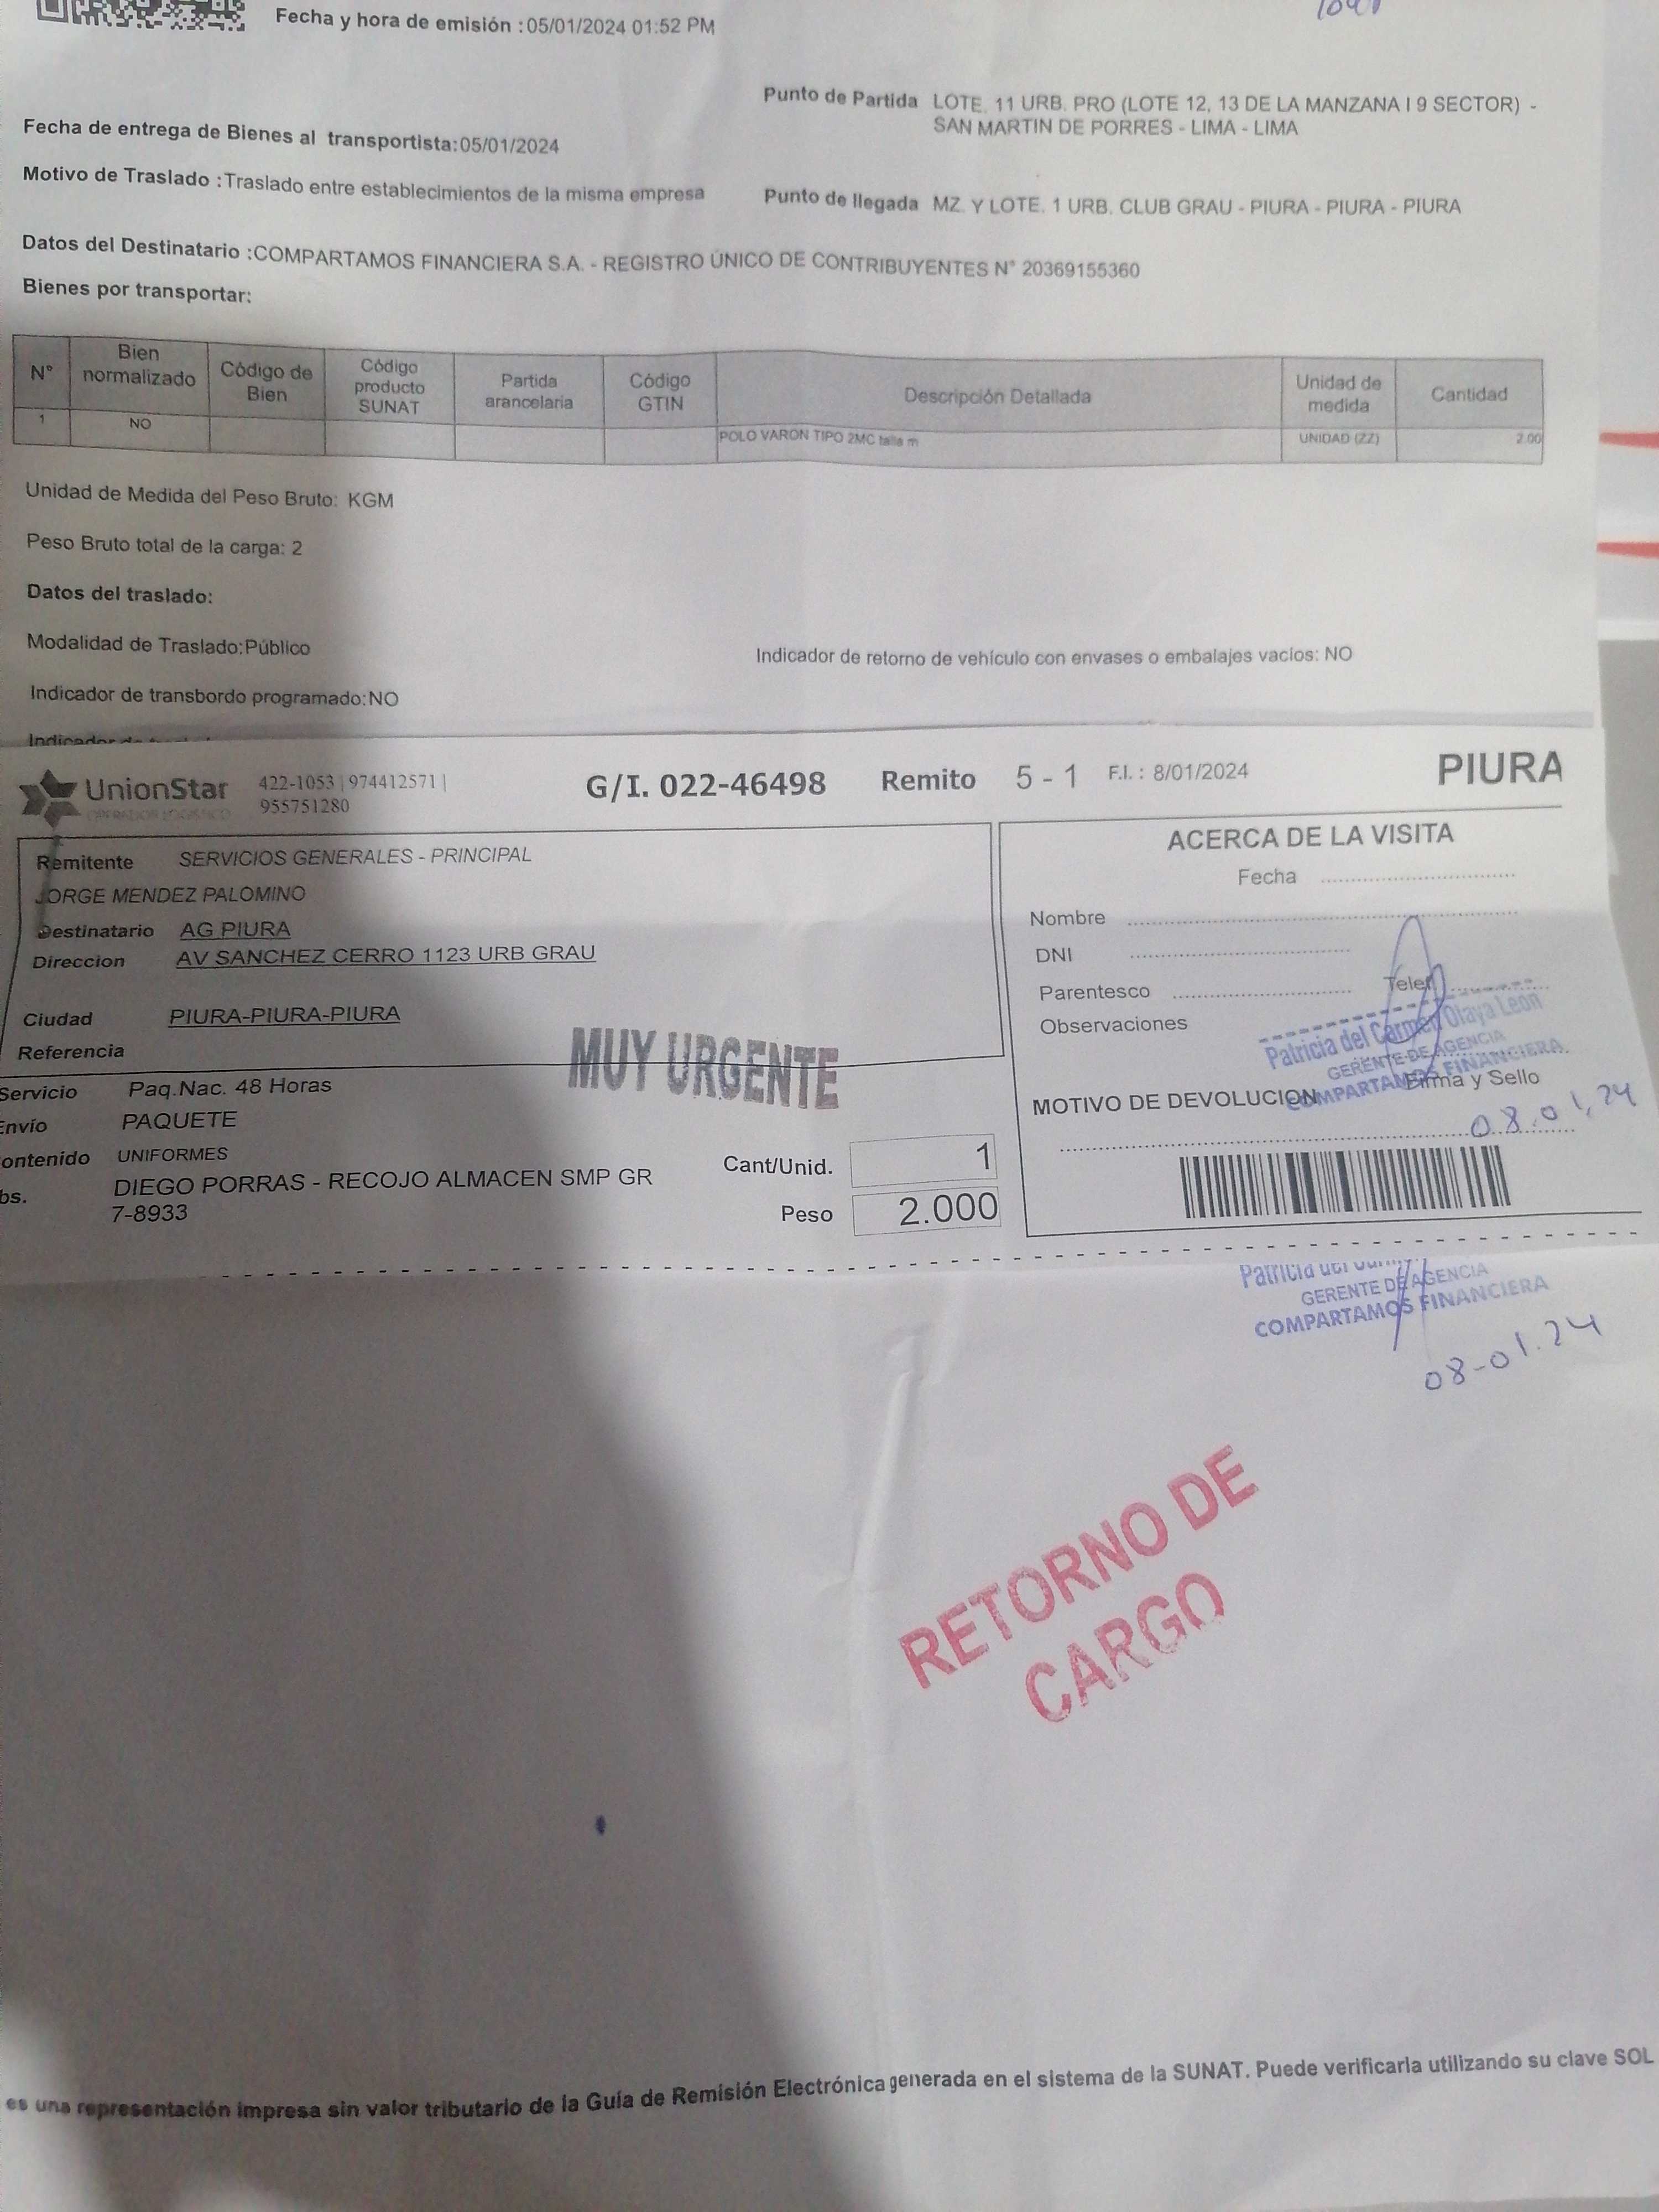 Fecha y hora de emisión :05/01/2024 01:52 PM
Punto de Partida LOTE. 11 URB. PRO (LOTE 12, 13 DE LA MANZANA I 9 SECTOR) -
SAN MARTIN DE PORRES - LIMA - LIMA
Fecha de entrega de Bienes al transportista:05/01/2024
Motivo de Traslado :Traslado entre establecimientos de la misma empresa
Punto de llegada MZ. Y LOTE. 1 URB. CLUB GRAU - PIURA - PIURA - PIURA
Datos del Destinatario :COMPARTAMOS FINANCIERA S.A. - REGISTRO ÚNICO DE CONTRIBUYENTES N° 20369155360
Bienes por transportar:
N° Bien normalizado Código de Bien Código producto SUNAT Partida arancelaria Código GTIN Descripción Detallada Unidad de medida Cantidad
1 NO POLO VARON TIPO 2MC talla m UNIDAD (ZZ) 2.00
Unidad de Medida del Peso Bruto: KGM
Peso Bruto total de la carga: 2
Datos del traslado:
Modalidad de Traslado:Público
Indicador de retorno de vehículo con envases o embalajes vacíos: NO
Indicador de transbordo programado:NO
UnionStar 422-1053 | 974412571 |
OPERADOR LOGISTICO 955751280
G/I. 022-46498 Remito 5 - 1 F.I. : 8/01/2024 PIURA
Remitente SERVICIOS GENERALES - PRINCIPAL
JORGE MENDEZ PALOMINO
Destinatario AG PIURA
Direccion AV SANCHEZ CERRO 1123 URB GRAU
Ciudad PIURA-PIURA-PIURA
Referencia
MUY URGENTE
Servicio Paq.Nac. 48 Horas
Envío PAQUETE
ontenido UNIFORMES
bs. DIEGO PORRAS - RECOJO ALMACEN SMP GR
7-8933
Cant/Unid. 1
Peso 2.000
ACERCA DE LA VISITA
Fecha
Nombre
DNI
Parentesco Telef
Observaciones
Patricia del Carmen Olaya Leon
GERENTE DE AGENCIA
COMPARTAMOS FINANCIERA.
Firma y Sello
MOTIVO DE DEVOLUCION
08.01.24
GERENTE DE AGENCIA
COMPARTAMOS FINANCIERA
08-01.24
RETORNO DE
CARGO
es una representación impresa sin valor tributario de la Guía de Remisión Electrónica generada en el sistema de la SUNAT. Puede verificarla utilizando su clave SOL